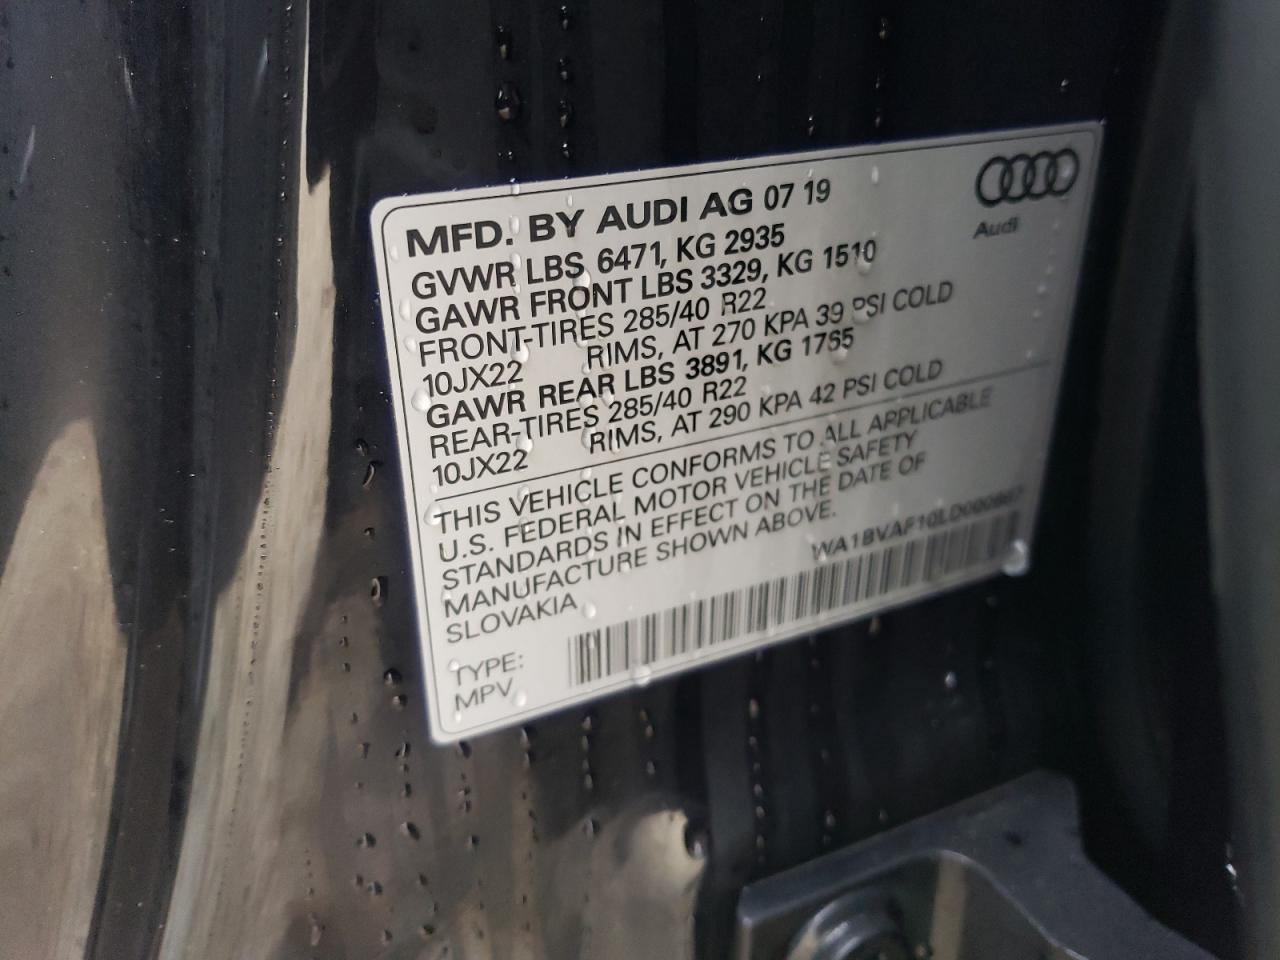 MFD. BY AUDI AG 07 19
Audi
GVWR LBS 6471, KG 2935
GAWR FRONT LBS 3329, KG 1510
FRONT-TIRES 285/40 R22
10JX22 RIMS, AT 270 KPA 39 PSI COLD
GAWR REAR LBS 3891, KG 1765
REAR-TIRES 285/40 R22
10JX22 RIMS, AT 290 KPA 42 PSI COLD
THIS VEHICLE CONFORMS TO ALL APPLICABLE
U.S. FEDERAL MOTOR VEHICLE SAFETY
STANDARDS IN EFFECT ON THE DATE OF
MANUFACTURE SHOWN ABOVE.
SLOVAKIA
TYPE:
MPV